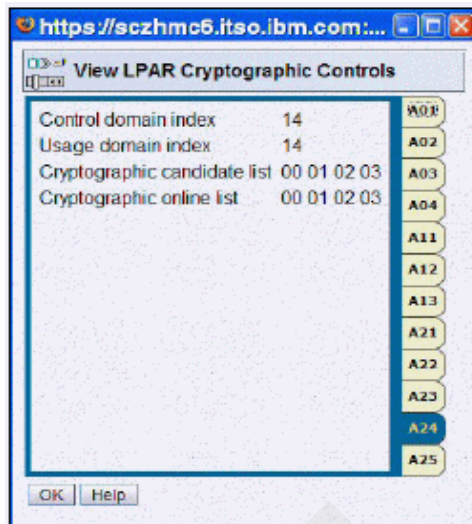 https://sczhmc6.itso.ibm.com:...
View LPAR Cryptographic Controls
Control domain index 14
Usage domain index 14
Cryptographic candidate list 00 01 02 03
Cryptographic online list 00 01 02 03
A01
A02
A03
A04
A11
A12
A13
A21
A22
A23
A24
A25
OK Help